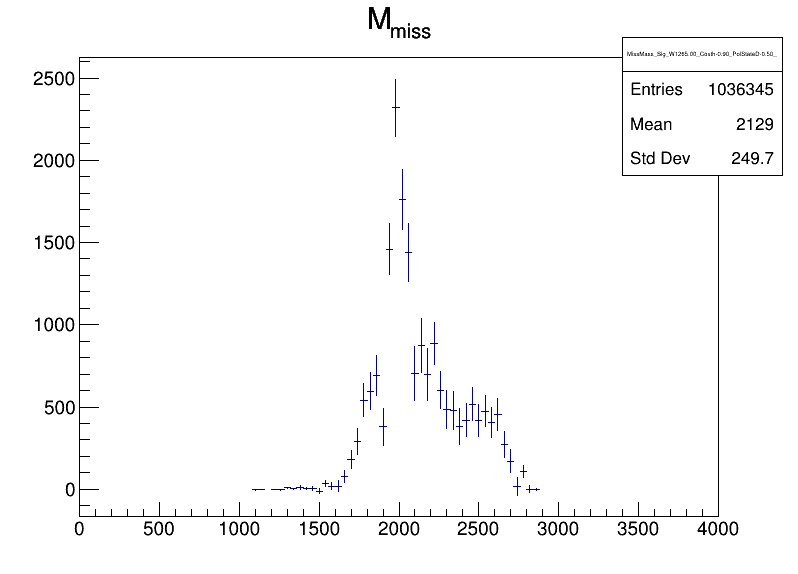 M_miss
MissMass_Sig_W1265.00_Costh-0.90_PolStateD-0.50_
Entries 1036345
Mean 2129
Std Dev 249.7
2500
2000
1500
1000
500
0
0 500 1000 1500 2000 2500 3000 3500 4000